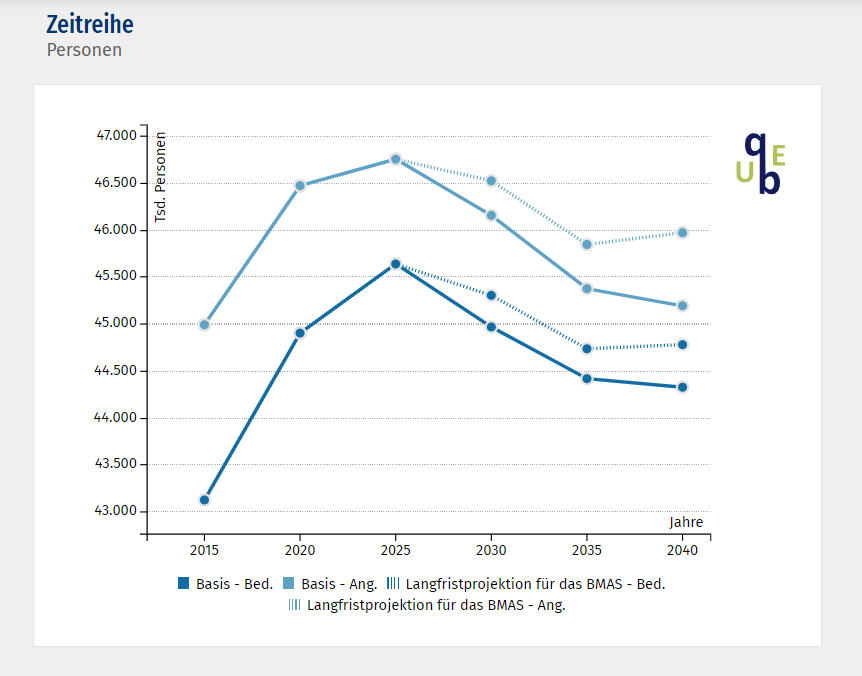 Zeitreihe
Personen
Tsd. Personen
47.000
46.500
46.000
45.500
45.000
44.500
44.000
43.500
43.000
Jahre
2015 2020 2025 2030 2035 2040
Basis - Bed. Basis - Ang. Langfristprojektion für das BMAS - Bed.
Langfristprojektion für das BMAS - Ang.
q
U E
b